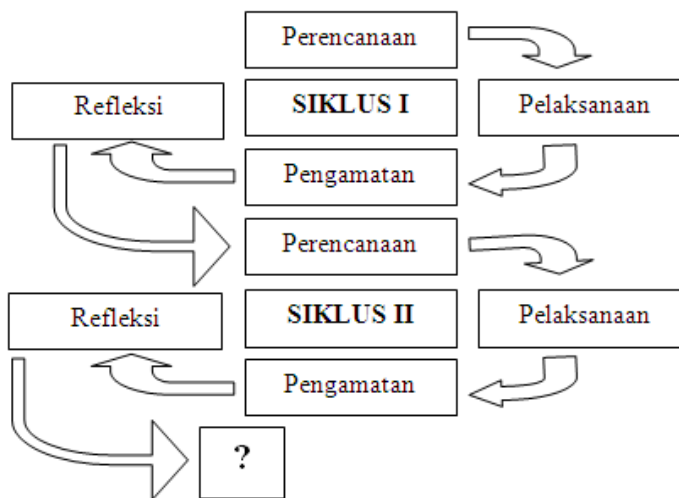 Perencanaan
Refleksi
SIKLUS I
Pelaksanaan
Pengamatan
Perencanaan
Refleksi
SIKLUS II
Pelaksanaan
Pengamatan
?